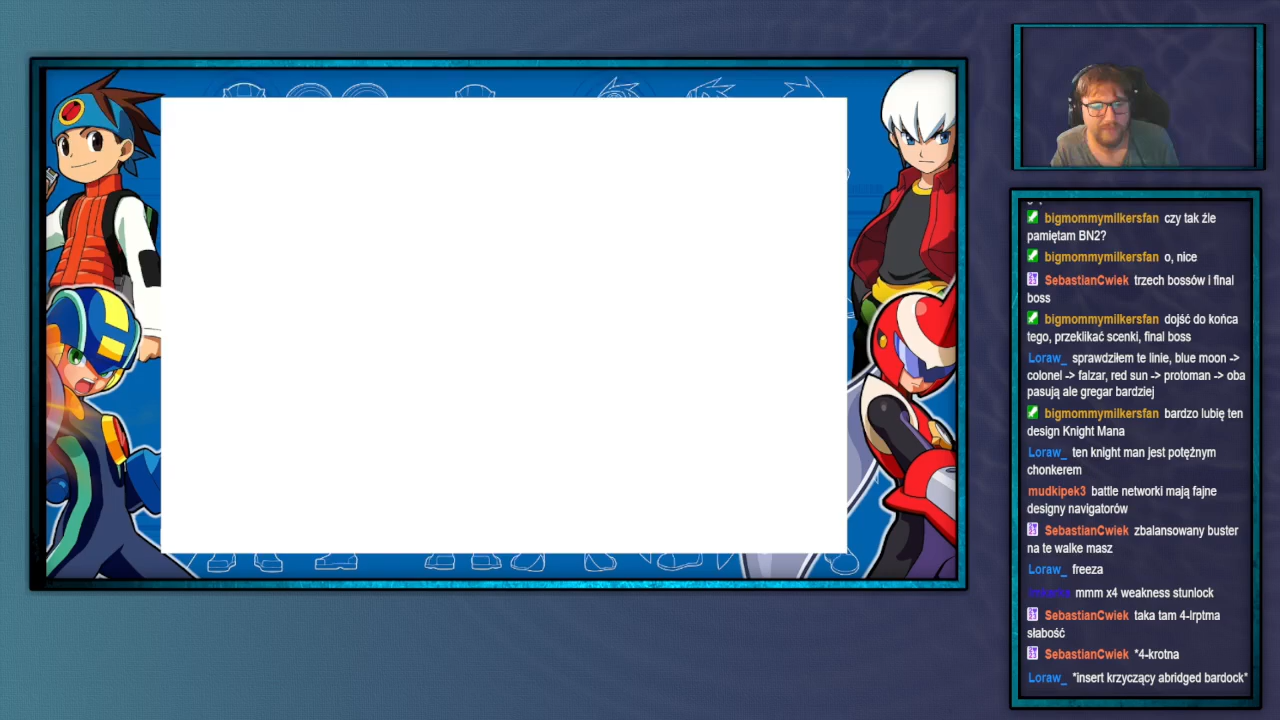 bigmommymilkersfan czy tak źle
pamiętam BN2?
bigmommymilkersfan o, nice
SebastianCwiek trzech bossów i final
boss
bigmommymilkersfan dojść do końca
tego, przeklikać scenki, final boss
Loraw_ sprawdziłem te linie, blue moon ->
colonel -> falzar, red sun -> protoman -> oba
pasują ale gregar bardziej
bigmommymilkersfan bardzo lubię ten
design Knight Mana
Loraw_ ten knight man jest potężnym
chonkerem
mudkipek3 battle networki mają fajne
designy navigatorów
SebastianCwiek zbalansowany buster
na te walke masz
Loraw_ freeza
mmm x4 weakness stunlock
SebastianCwiek taka tam 4-lrptma
słabość
SebastianCwiek *4-krotna
Loraw_ *insert krzyczący abridged bardock*